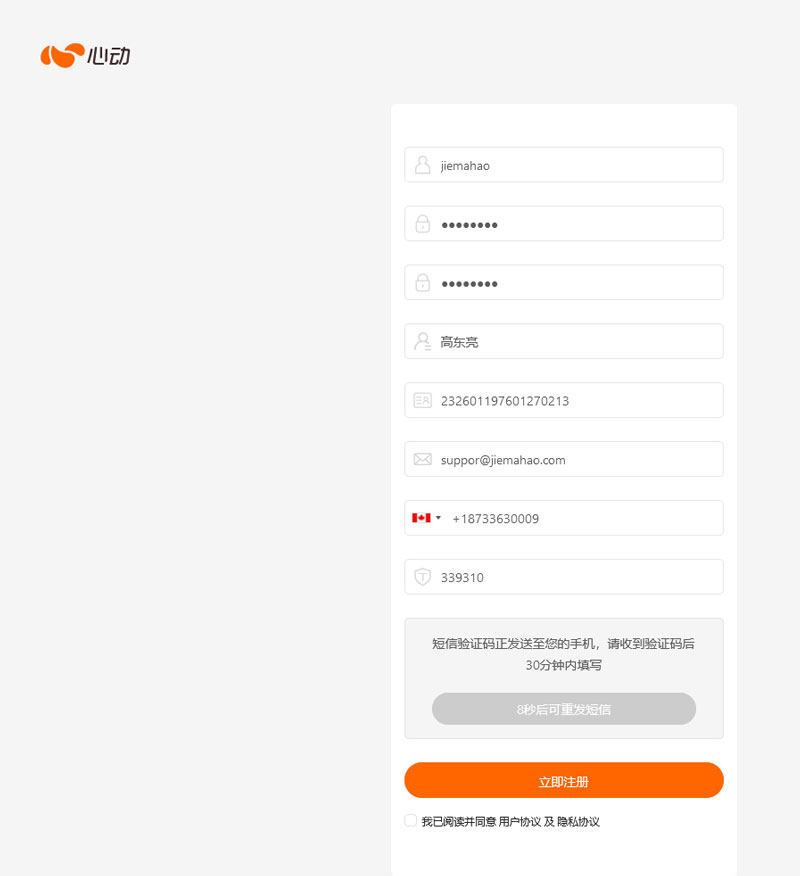 心动
jiemahao
●●●●●●●●
●●●●●●●●
高东亮
232601197601270213
suppor@jiemahao.com
+18733630009
339310
短信验证码正发送至您的手机，请收到验证码后
30分钟内填写
8秒后可重发短信
立即注册
我已阅读并同意 用户协议 及 隐私协议